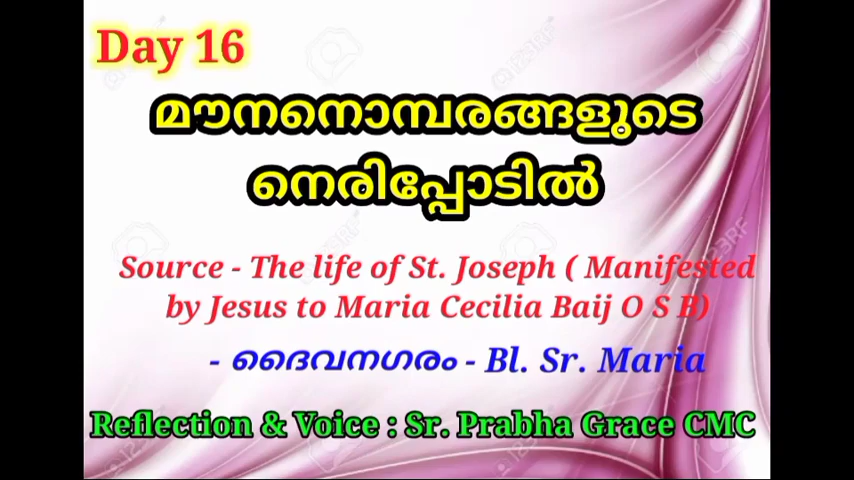 Day 16
മൗനനൊമ്പരങ്ങളുടെ
നെരിപ്പോടിൽ
Source - The life of St. Joseph ( Manifested
by Jesus to Maria Cecilia Baij O S B)
- ദൈവനഗരം - Bl. Sr. Maria
Reflection & Voice : Sr. Prabha Grace CMC